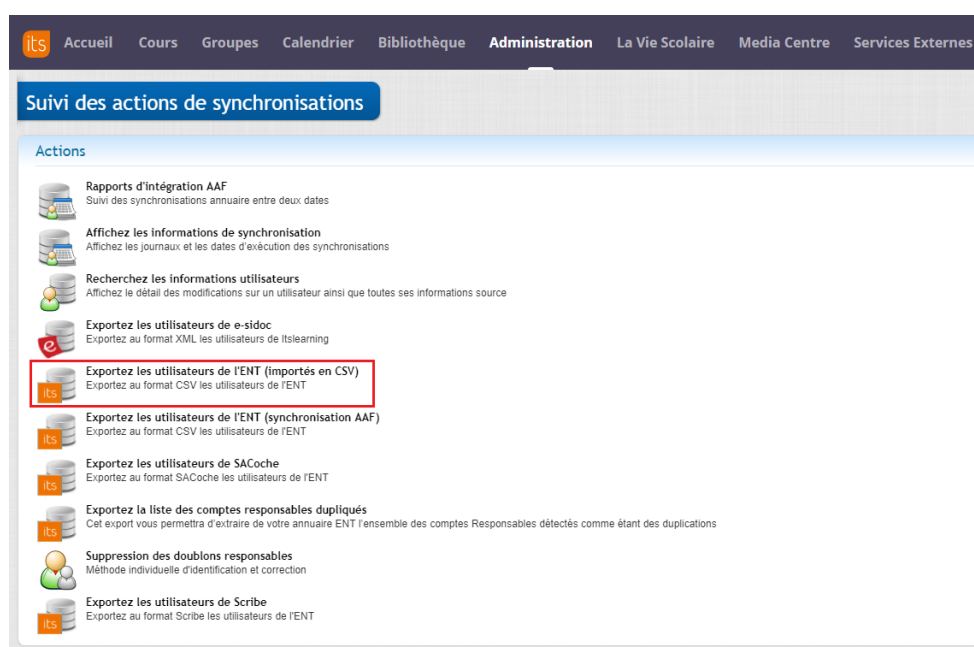 its Accueil Cours Groupes Calendrier Bibliothèque Administration La Vie Scolaire Media Centre Services Externes
Suivi des actions de synchronisations
Actions
Rapports d'intégration AAF
Suivi des synchronisations annuaire entre deux dates
Affichez les informations de synchronisation
Affichez les journaux et les dates d'exécution des synchronisations
Recherchez les informations utilisateurs
Affichez le détail des modifications sur un utilisateur ainsi que toutes ses informations source
Exportez les utilisateurs de e-sidoc
Exportez au format XML les utilisateurs de Itslearning
e
Exportez les utilisateurs de l'ENT (importés en CSV)
Exportez au format CSV les utilisateurs de l'ENT
its
Exportez les utilisateurs de l'ENT (synchronisation AAF)
Exportez au format CSV les utilisateurs de l'ENT
its
Exportez les utilisateurs de SACoche
Exportez au format SACoche les utilisateurs de l'ENT
its
Exportez la liste des comptes responsables dupliqués
Cet export vous permettra d'extraire de votre annuaire ENT l'ensemble des comptes Responsables détectés comme étant des duplications
its
Suppression des doublons responsables
Méthode individuelle d'identification et correction
Exportez les utilisateurs de Scribe
Exportez au format Scribe les utilisateurs de l'ENT
its